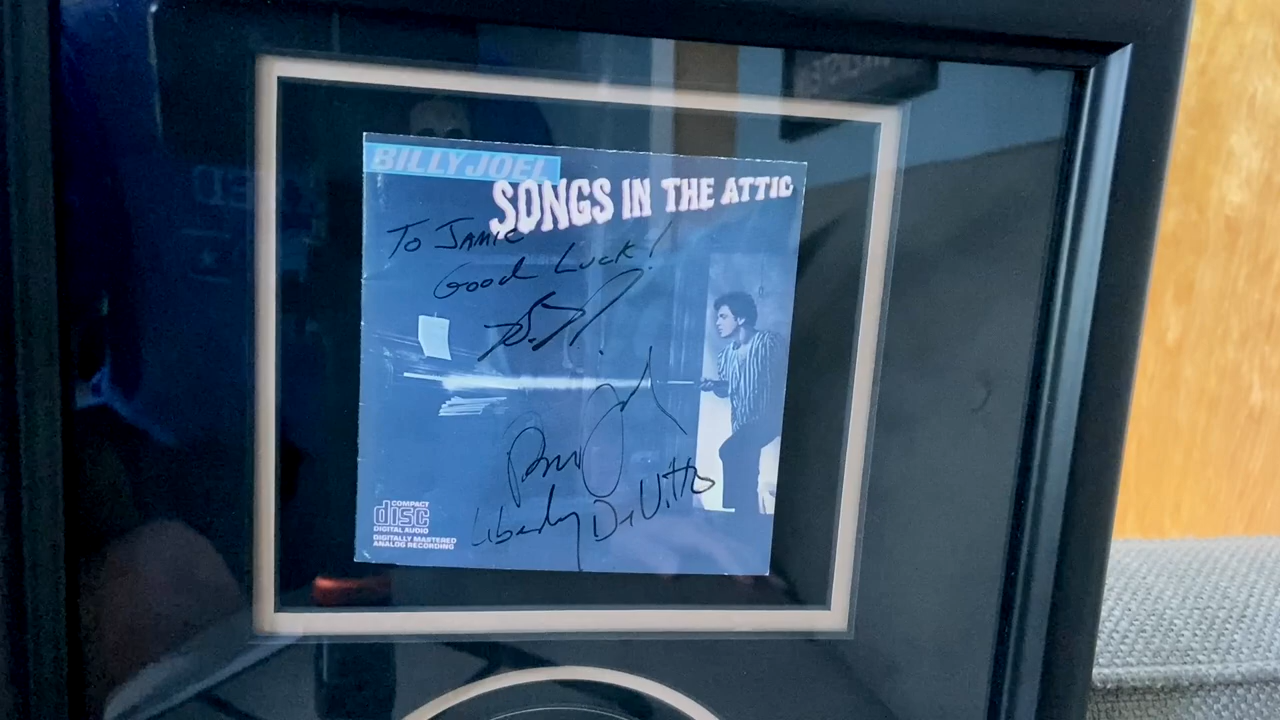 BILLY JOEL
SONGS IN THE ATTIC
TO JAMIE
GOOD LUCK!
Liberty DeVitto
COMPACT
disc
DIGITAL AUDIO
DIGITALLY MASTERED
ANALOG RECORDING